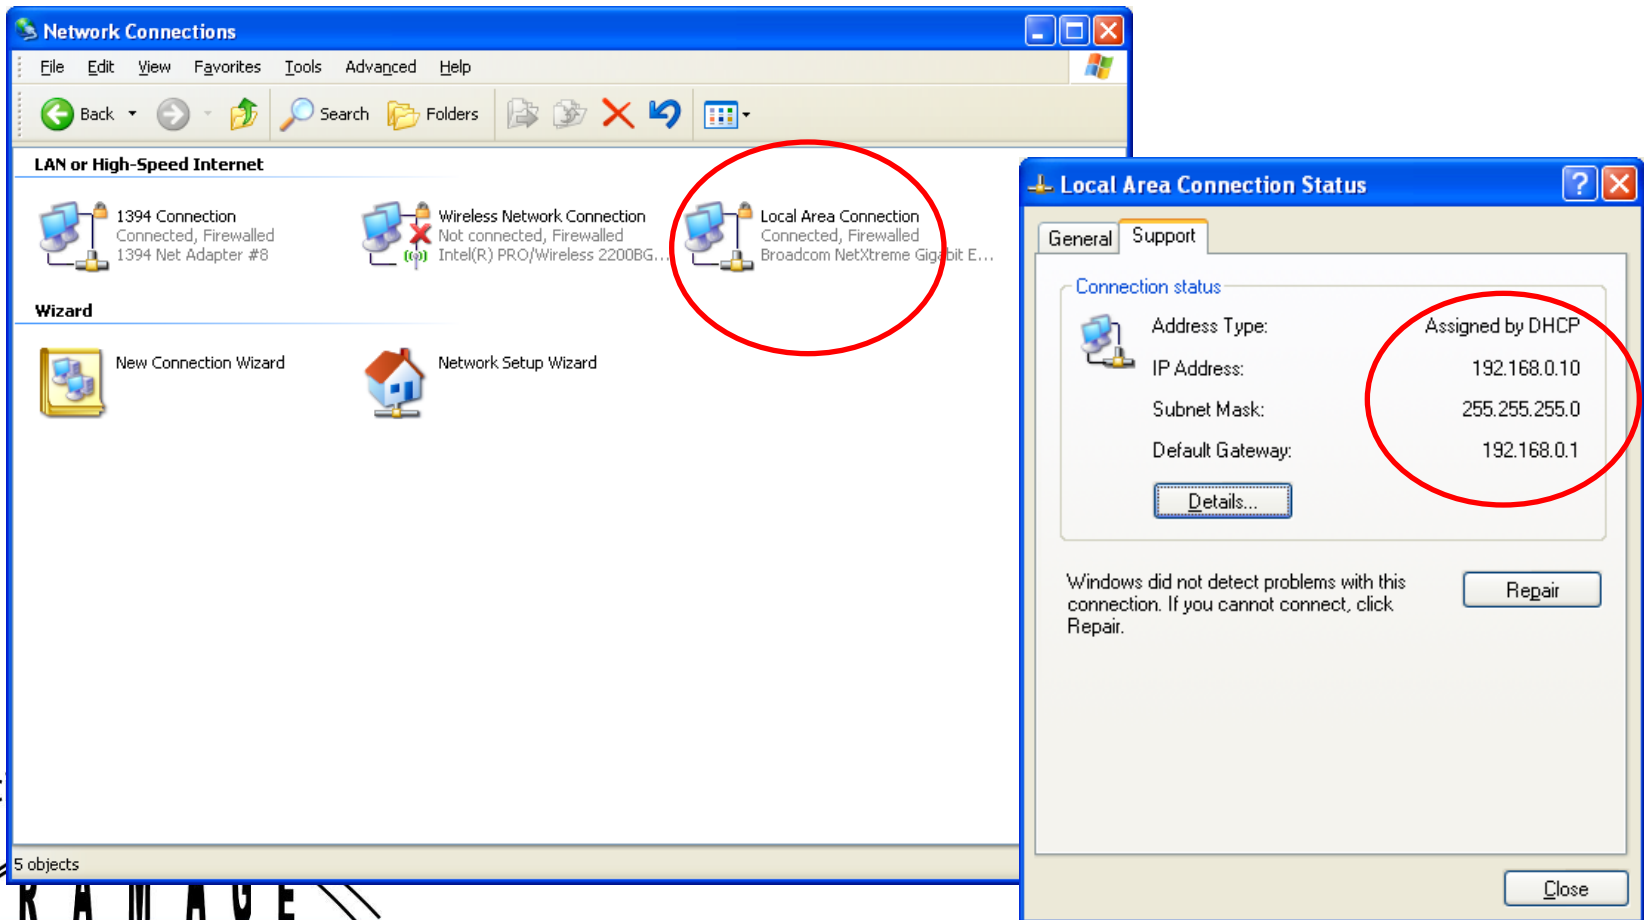 Network Connections
File Edit View Favorites Tools Advanced Help
Back Search Folders
LAN or High-Speed Internet
1394 Connection
Connected, Firewalled
1394 Net Adapter #8
Wireless Network Connection
Not connected, Firewalled
Intel(R) PRO/Wireless 2200BG...
Local Area Connection
Connected, Firewalled
Broadcom NetXtreme Gigabit E...
Wizard
New Connection Wizard
Network Setup Wizard
5 objects
Local Area Connection Status
General Support
Connection status
Address Type: Assigned by DHCP
IP Address: 192.168.0.10
Subnet Mask: 255.255.255.0
Default Gateway: 192.168.0.1
Details...
Windows did not detect problems with this
connection. If you cannot connect, click
Repair.
Repair
Close
RAMAGE